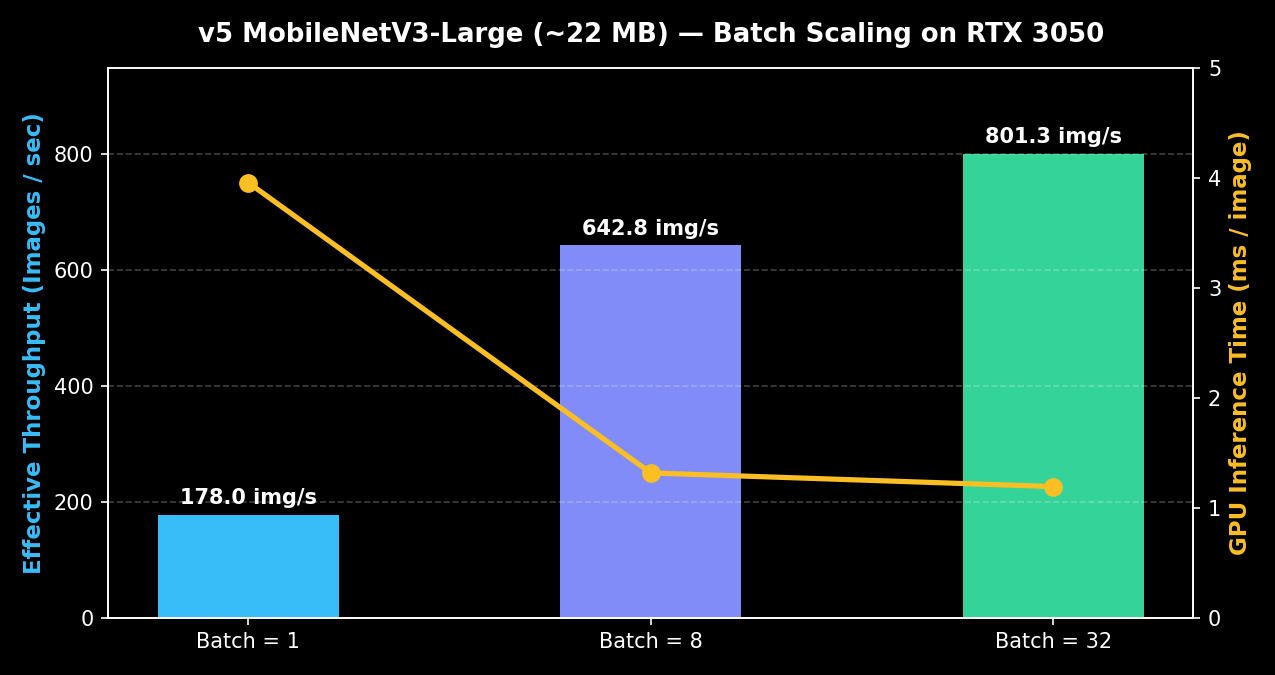 v5 MobileNetV3-Large (~22 MB) — Batch Scaling on RTX 3050
Effective Throughput (Images / sec)
800
600
400
200
0
178.0 img/s
642.8 img/s
801.3 img/s
Batch = 1
Batch = 8
Batch = 32
5
4
3
2
1
0
GPU Inference Time (ms / image)